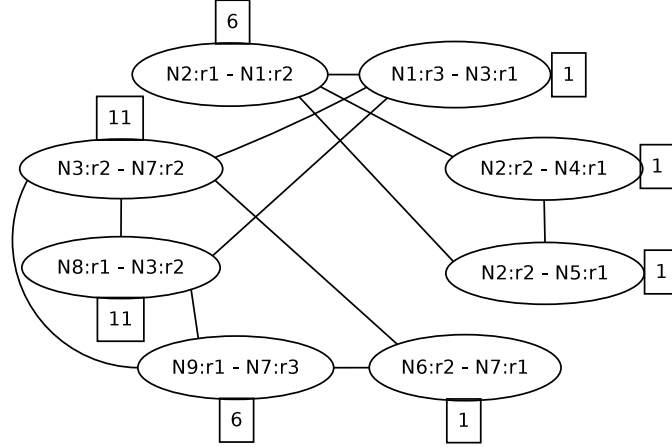 6
N2:r1 - N1:r2
N1:r3 - N3:r1
1
11
N3:r2 - N7:r2
N2:r2 - N4:r1
1
N8:r1 - N3:r2
N2:r2 - N5:r1
1
11
N9:r1 - N7:r3
N6:r2 - N7:r1
6
1